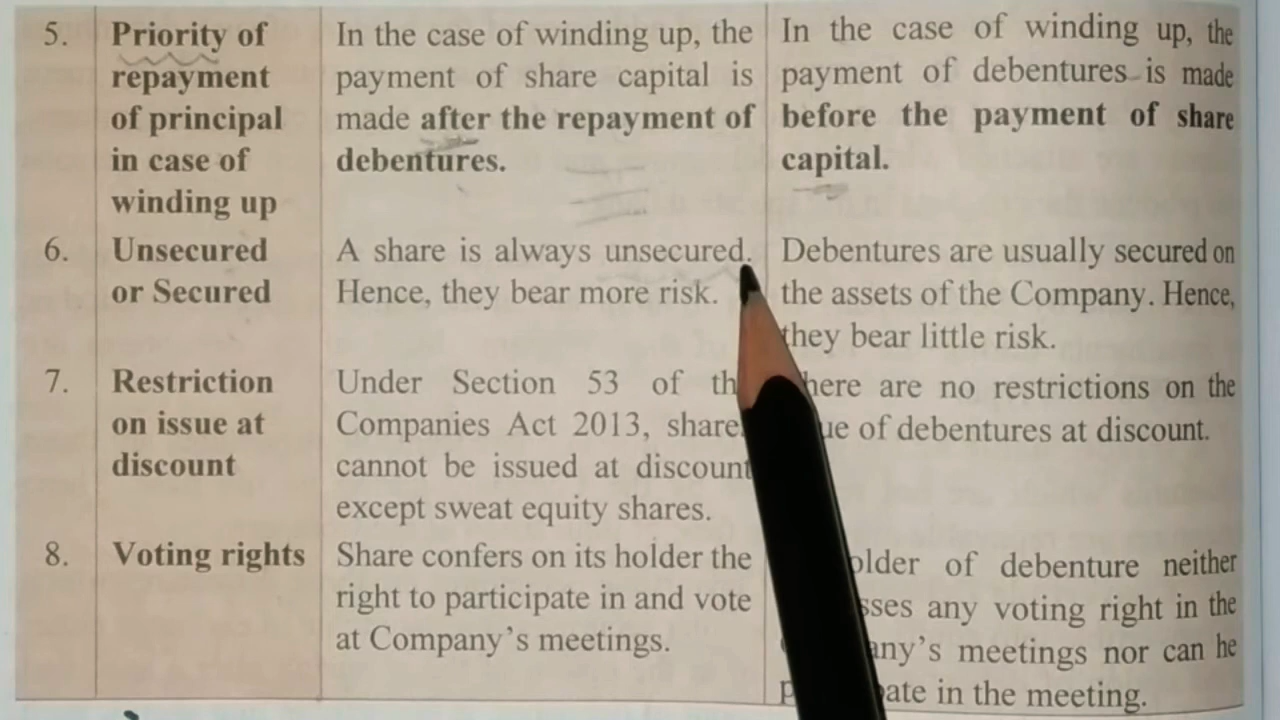 5. Priority of repayment of principal in case of winding up
In the case of winding up, the
payment of share capital is
made after the repayment of
debentures.
In the case of winding up, the
payment of debentures is made
before the payment of share
capital.
6. Unsecured
or Secured
A share is always unsecured.
Hence, they bear more risk.
Debentures are usually secured on
the assets of the Company. Hence,
they bear little risk.
7. Restriction
on issue at
discount
Under Section 53 of
Companies Act 2013,
cannot be issued at discount
except sweat equity shares.
are no restrictions on the
of debentures at discount.
8. Voting rights
Share confers on its holder the
right to participate in and vote
at Company's meetings.
of debenture neither
any voting right in the
meetings nor can he
in the meeting.